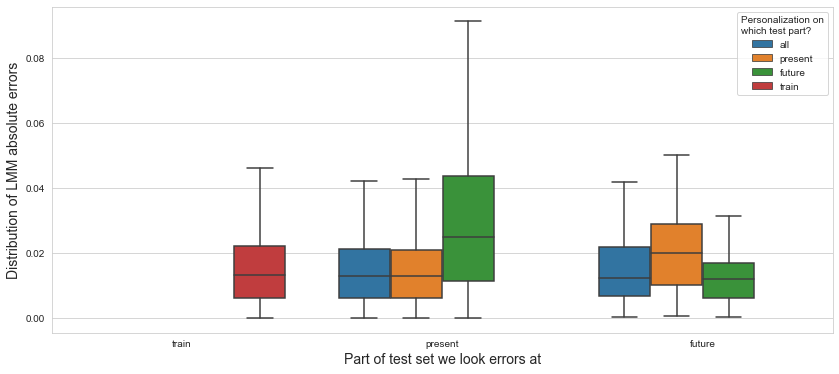 Personalization on
which test part?
all
present
future
train
Distribution of LMM absolute errors
0.08
0.06
0.04
0.02
0.00
train present future
Part of test set we look errors at